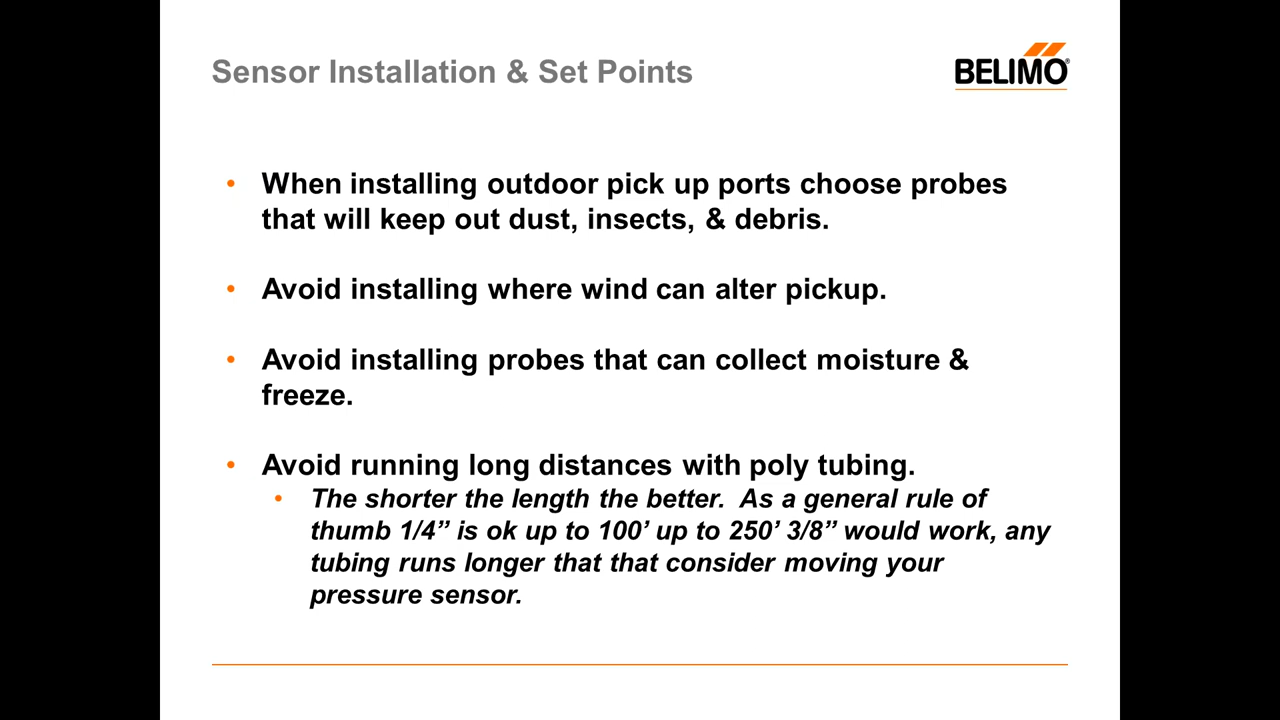 Sensor Installation & Set Points
BELIMO®
• When installing outdoor pick up ports choose probes
that will keep out dust, insects, & debris.
• Avoid installing where wind can alter pickup.
• Avoid installing probes that can collect moisture &
freeze.
• Avoid running long distances with poly tubing.
• The shorter the length the better.  As a general rule of
thumb 1/4” is ok up to 100’ up to 250’ 3/8” would work, any
tubing runs longer that that consider moving your
pressure sensor.